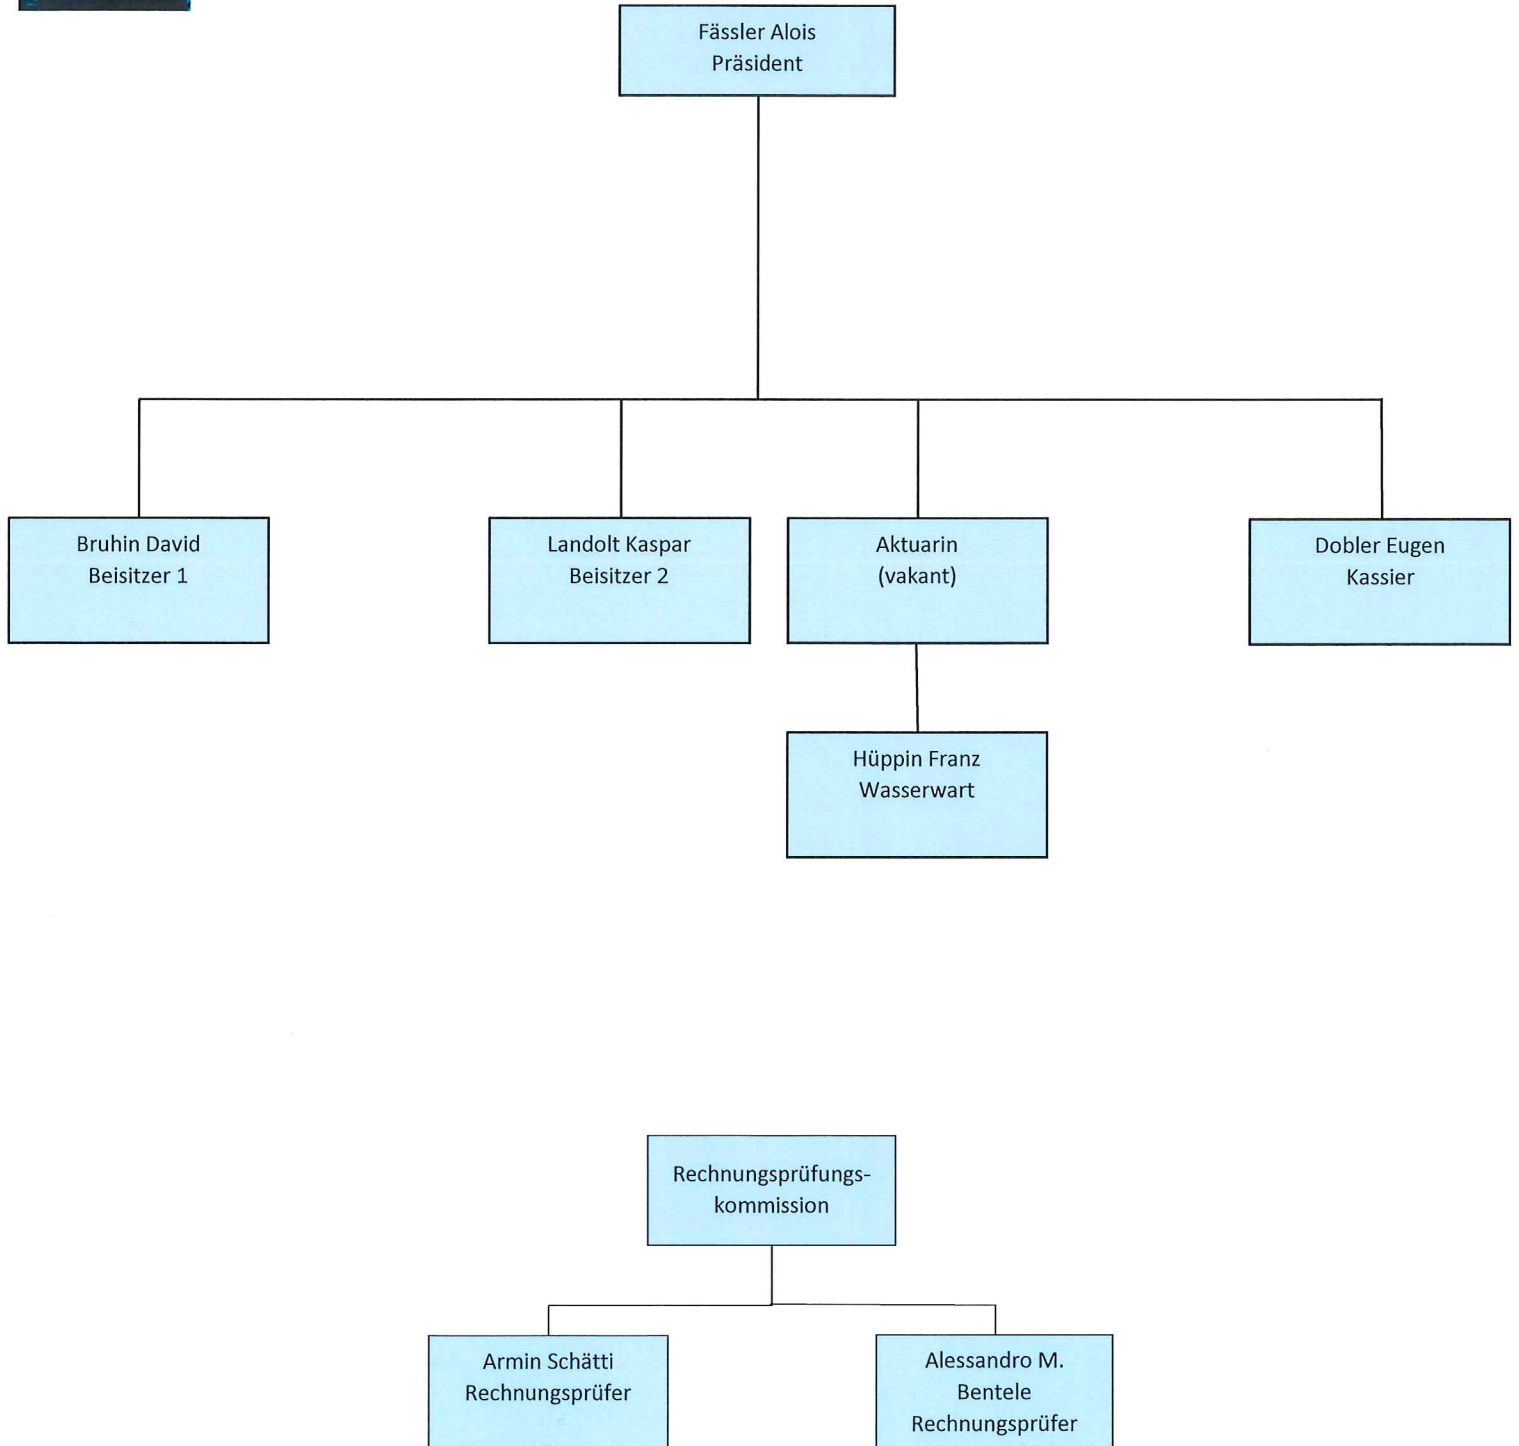 Fässler Alois
Präsident
Bruhin David
Beisitzer 1
Landolt Kaspar
Beisitzer 2
Aktuarin
(vakant)
Dobler Eugen
Kassier
Hüppin Franz
Wasserwart
Rechnungsprüfungs-
kommission
Armin Schätti
Rechnungsprüfer
Alessandro M.
Bentele
Rechnungsprüfer